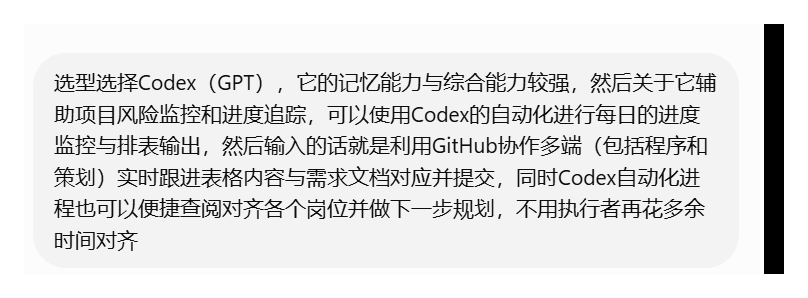 选型选择Codex（GPT），它的记忆能力与综合能力较强，然后关于它辅
助项目风险监控和进度追踪，可以使用Codex的自动化进行每日的进度
监控与排表输出，然后输入的话就是利用GitHub协作多端（包括程序和
策划）实时跟进表格内容与需求文档对应并提交，同时Codex自动化进
程也可以便捷查阅对齐各个岗位并做下一步规划，不用执行者再花多余
时间对齐